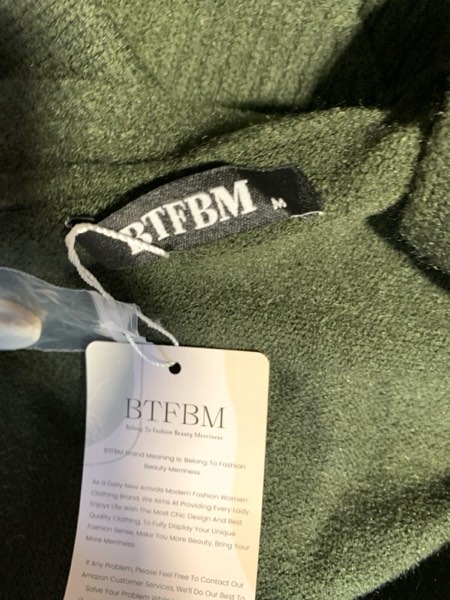 BTFBM M
BTFBM
Belong To Fashion Beauty Merriness
BTFBM Brand Meaning is: Belong To Fashion
Beauty Merriness.
As a Daily New Arrivals Modern Fashion Women
Clothing Brand, We Aims At Providing Every Lady
Enjoys Life With The Most Chic Design And Best
Quality Clothing, To Fully Display Your Unique
Fashion Sense, Make You More Beauty, Bring Your
More Merriness.
If Any Problem, Please Feel Free To Contact Our
Amazon Customer Services, We'll Do Our Best To
Solve Your Problem